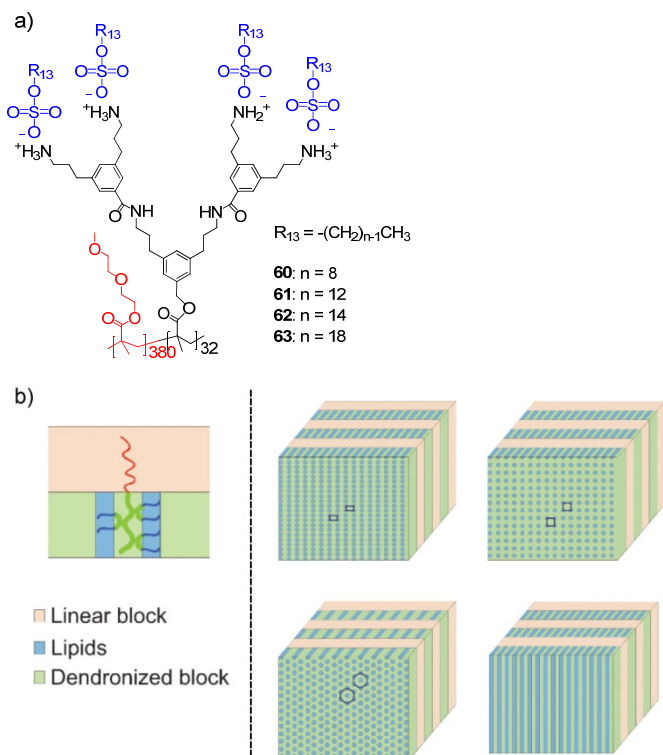 a)
R13
O
O=S=O
O
−
R13
O
O=S=O
O
−
R13
O
O=S=O
O
−
R13
O
O=S=O
O
−
+H3N
+H3N
NH2+
NH3+
O
NH
HN
O
R13 = -(CH2)n-1CH3
O
O
O
O
O
O
60: n = 8
61: n = 12
62: n = 14
63: n = 18
380
32
b)
Linear block
Lipids
Dendronized block